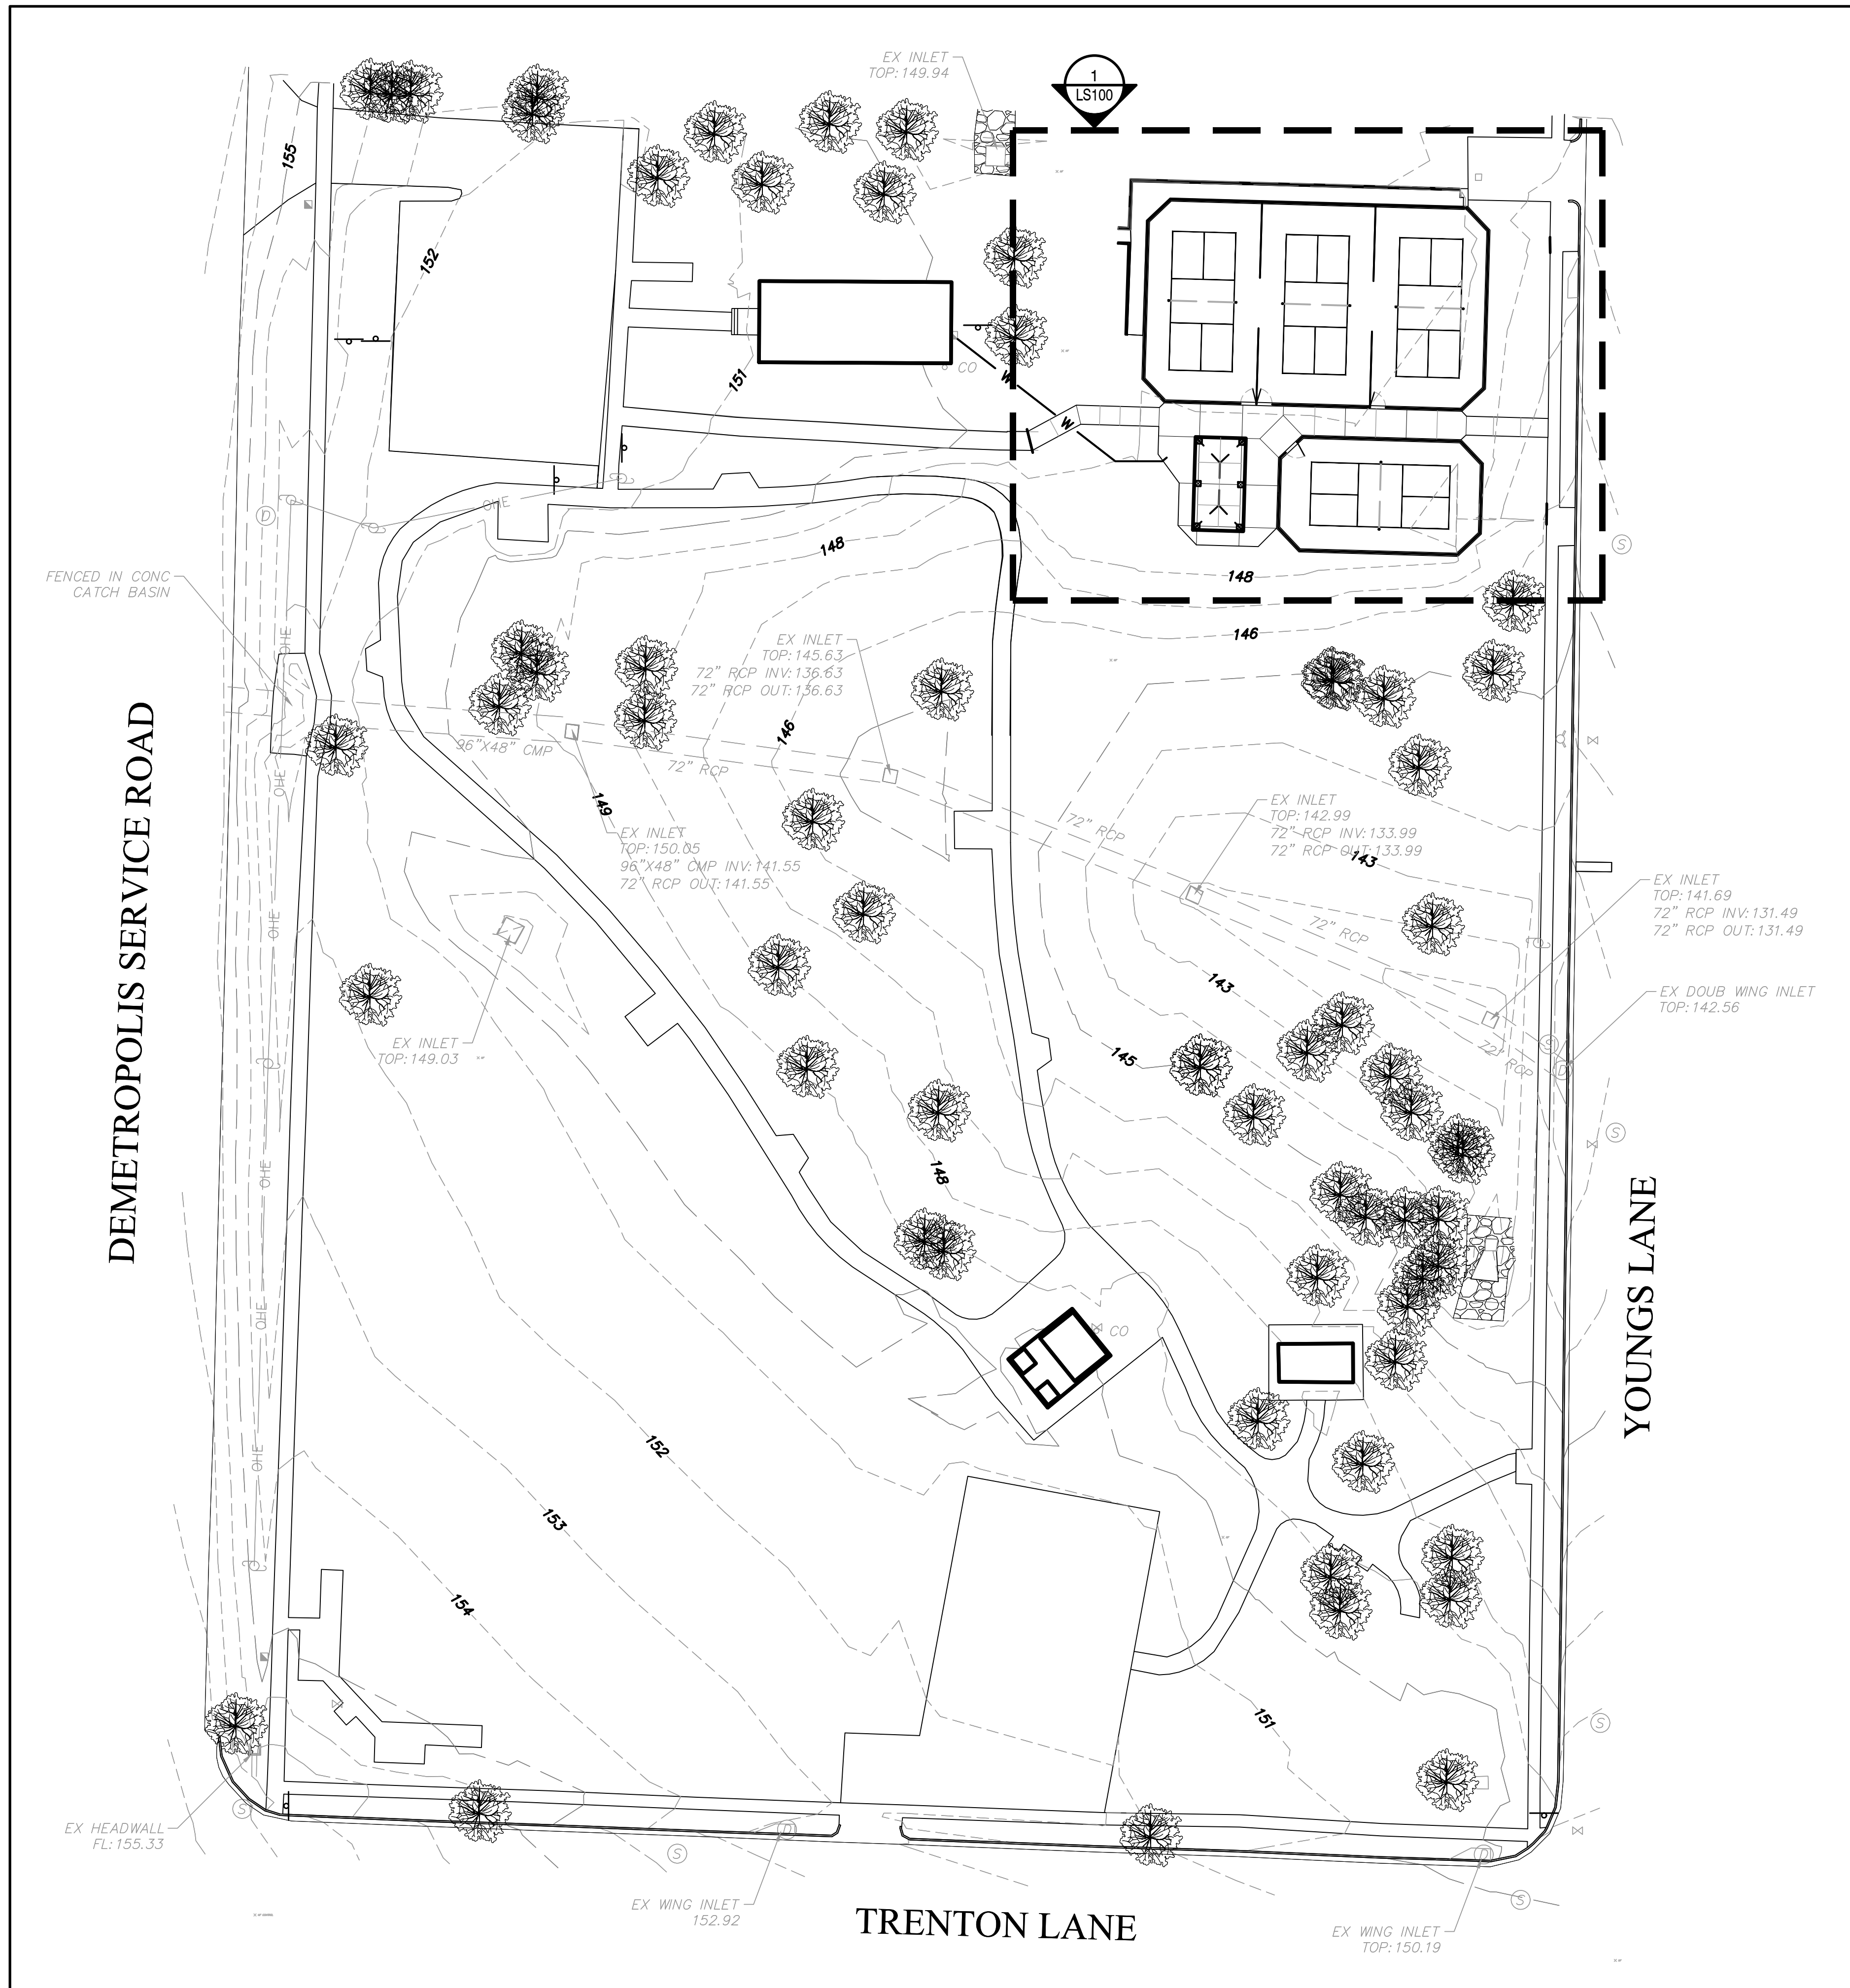 EX INLET
TOP:149.94
1
LS100
155
152
151
W
W
CO
OHE
D
148
148
S
FENCED IN CONC
CATCH BASIN
OHE
146
EX INLET
TOP:145.63
72" RCP INV:136.63
72" RCP OUT:136.63
146
96"X48" CMP
72" RCP
OHE
149
EX INLET
TOP:150.05
96"X48" CMP INV:141.55
72" RCP OUT:141.55
72" RCP
EX INLET
TOP:142.99
72" RCP INV:133.99
72" RCP OUT:133.99
143
EX INLET
TOP:141.69
72" RCP INV:131.49
72" RCP OUT:131.49
OHE
72" RCP
143
EX DOUB WING INLET
TOP:142.56
EX INLET
TOP:149.03
145
72" RCP
S
D
S
DEMETROPOLIS SERVICE ROAD
OHE
148
YOUNGS LANE
OHE
CO
OHE
152
153
154
151
S
S
D
D
S
S
EX HEADWALL
FL:155.33
EX WING INLET
152.92
TRENTON LANE
EX WING INLET
TOP:150.19